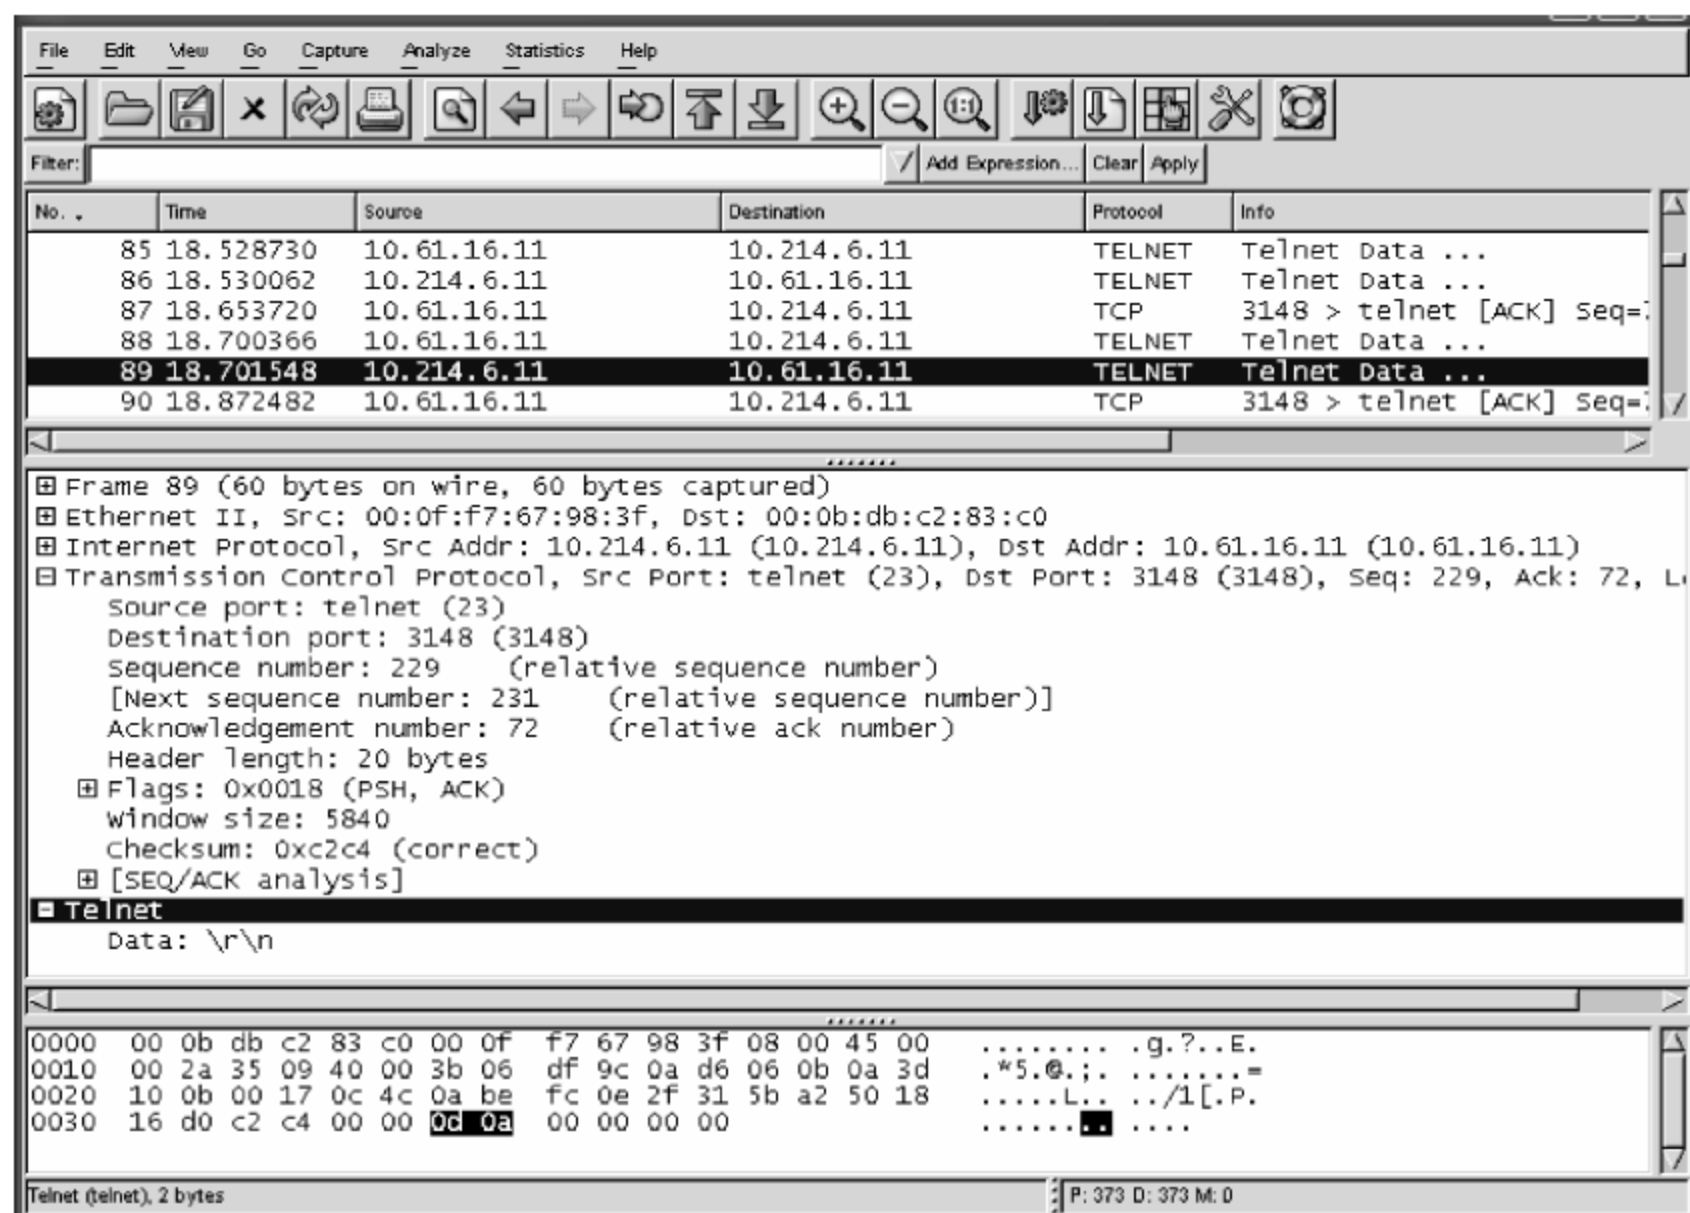 File Edit View Go Capture Analyze Statistics Help
Filter: Add Expression... Clear Apply
No. . Time Source Destination Protocol Info
85 18.528730 10.61.16.11 10.214.6.11 TELNET Telnet Data ...
86 18.530062 10.214.6.11 10.61.16.11 TELNET Telnet Data ...
87 18.653720 10.61.16.11 10.214.6.11 TCP 3148 > telnet [ACK] Seq=
88 18.700366 10.61.16.11 10.214.6.11 TELNET Telnet Data ...
89 18.701548 10.214.6.11 10.61.16.11 TELNET Telnet Data ...
90 18.872482 10.61.16.11 10.214.6.11 TCP 3148 > telnet [ACK] Seq=
Frame 89 (60 bytes on wire, 60 bytes captured)
Ethernet II, Src: 00:0f:f7:67:98:3f, Dst: 00:0b:db:c2:83:c0
Internet Protocol, Src Addr: 10.214.6.11 (10.214.6.11), Dst Addr: 10.61.16.11 (10.61.16.11)
Transmission Control Protocol, Src Port: telnet (23), Dst Port: 3148 (3148), Seq: 229, Ack: 72,
Source port: telnet (23)
Destination port: 3148 (3148)
Sequence number: 229 (relative sequence number)
[Next sequence number: 231 (relative sequence number)]
Acknowledgement number: 72 (relative ack number)
Header length: 20 bytes
Flags: 0x0018 (PSH, ACK)
Window size: 5840
Checksum: 0xc2c4 (correct)
[SEQ/ACK analysis]
Telnet
Data: \r\n
0000 00 0b db c2 83 c0 00 0f f7 67 98 3f 08 00 45 00 ........ .g.?..E.
0010 00 2a 35 09 40 00 3b 06 df 9c 0a d6 06 0b 0a 3d .*5.@.;. .......=
0020 10 0b 00 17 0c 4c 0a be fc 0e 2f 31 5b a2 50 18 .....L.. ../1[.P.
0030 16 d0 c2 c4 00 00 0d 0a 00 00 00 00 ........ ....
Telnet (telnet), 2 bytes P: 373 D: 373 M: 0